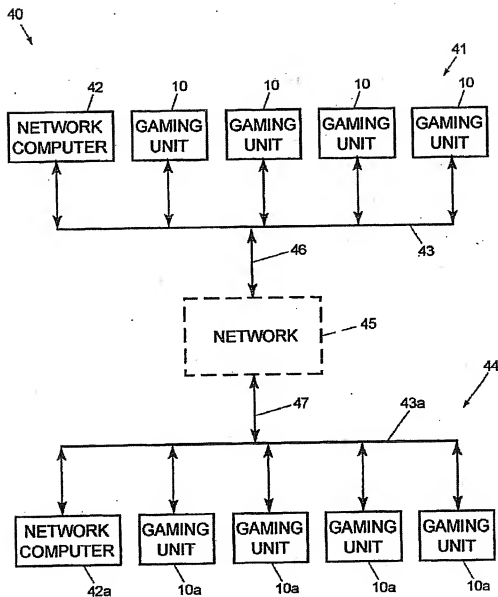 40
41
42
10
10
10
10
NETWORK
COMPUTER
GAMING
UNIT
GAMING
UNIT
GAMING
UNIT
GAMING
UNIT
46
43
NETWORK
45
44
47
43a
NETWORK
COMPUTER
GAMING
UNIT
GAMING
UNIT
GAMING
UNIT
GAMING
UNIT
42a
10a
10a
10a
10a